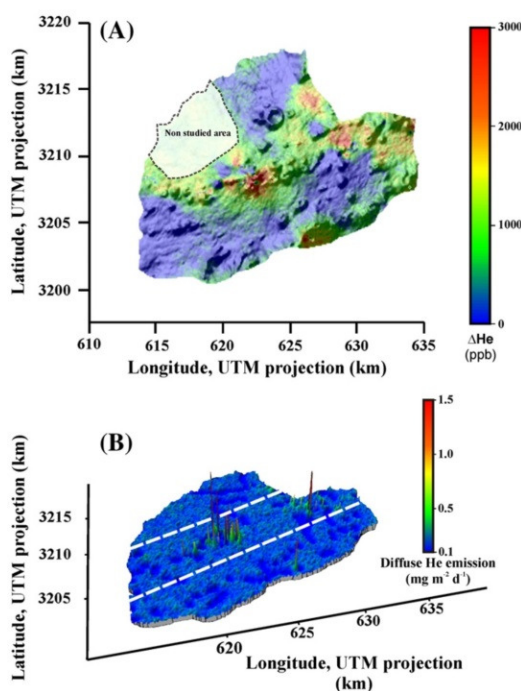 (A)
3220
3215
3210
3205
3200
Latitude, UTM projection (km)
Non studied area
610
615
620
625
630
635
Longitude, UTM projection (km)
3000
2000
1000
0
ΔHe
(ppb)
(B)
Latitude, UTM projection (km)
3215
3210
3205
1.5
1.0
0.5
0.1
Diffuse He emission
(mg m⁻² d⁻¹)
620
625
630
635
Longitude, UTM projection
(km)